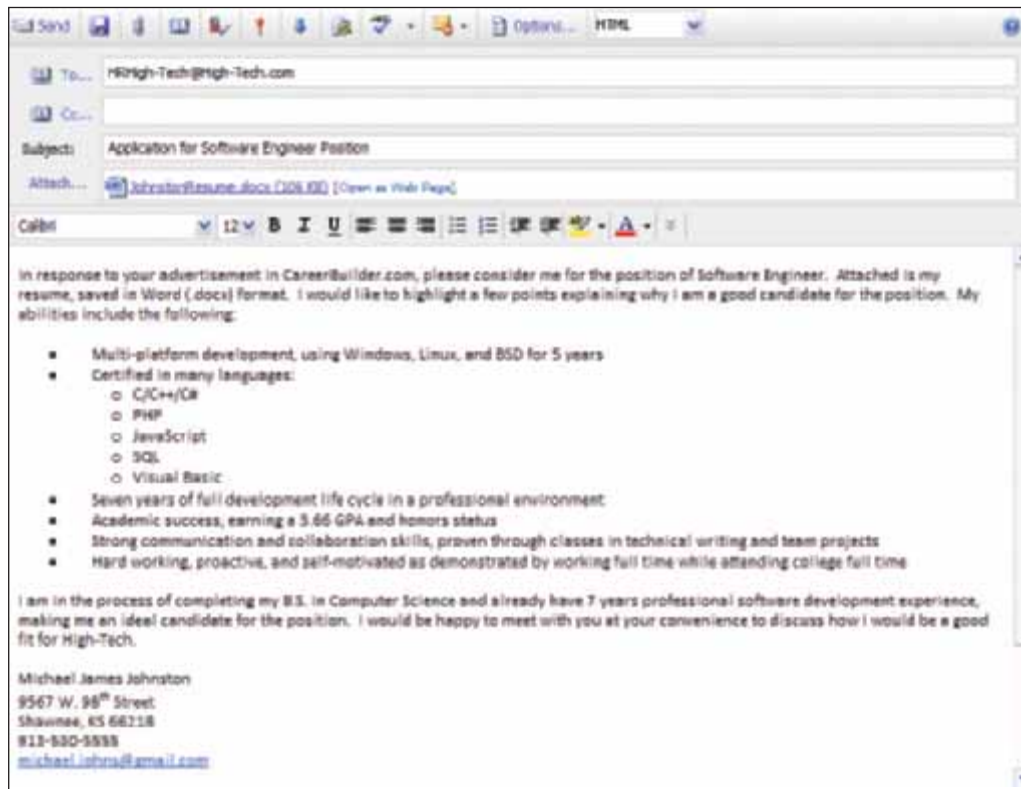 Send Options... HTML
To... HRHigh-Tech@High-Tech.com
Cc...
Subject: Application for Software Engineer Position
Attach... JohnstonResume.docx (106 KB) [Open as Web Page]
Calibri 12 B I U A
In response to your advertisement in CareerBuilder.com, please consider me for the position of Software Engineer. Attached is my
resume, saved in Word (.docx) format. I would like to highlight a few points explaining why I am a good candidate for the position. My
abilities include the following:
Multi-platform development, using Windows, Linux, and BSD for 5 years
Certified in many languages:
C/C++/C#
PHP
JavaScript
SQL
Visual Basic
Seven years of full development life cycle in a professional environment
Academic success, earning a 3.66 GPA and honors status
Strong communication and collaboration skills, proven through classes in technical writing and team projects
Hard working, proactive, and self-motivated as demonstrated by working full time while attending college full time
I am in the process of completing my B.S. in Computer Science and already have 7 years professional software development experience,
making me an ideal candidate for the position. I would be happy to meet with you at your convenience to discuss how I would be a good
fit for High-Tech.
Michael James Johnston
9567 W. 98th Street
Shawnee, KS 66218
913-530-5555
michael.johns@gmail.com